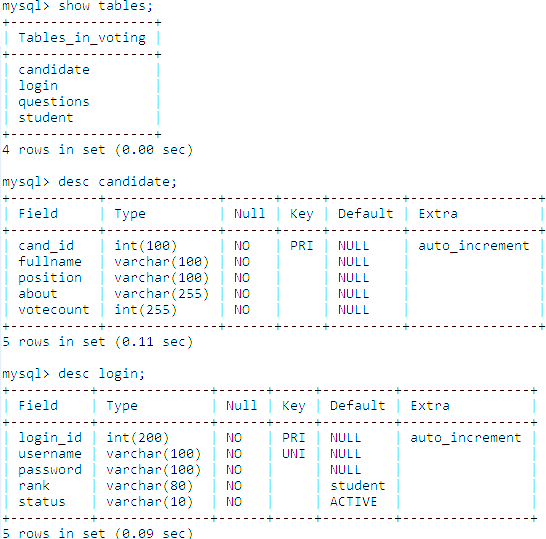 mysql> show tables;
+------------------+
| Tables_in_voting |
+------------------+
| candidate        |
| login            |
| questions        |
| student          |
+------------------+
4 rows in set (0.00 sec)
mysql> desc candidate;
+-----------+--------------+------+-----+---------+----------------+
| Field     | Type         | Null | Key | Default | Extra          |
+-----------+--------------+------+-----+---------+----------------+
| cand_id   | int(100)     | NO   | PRI | NULL    | auto_increment |
| fullname  | varchar(100) | NO   |     | NULL    |                |
| position  | varchar(100) | NO   |     | NULL    |                |
| about     | varchar(255) | NO   |     | NULL    |                |
| votecount | int(255)     | NO   |     | NULL    |                |
+-----------+--------------+------+-----+---------+----------------+
5 rows in set (0.11 sec)
mysql> desc login;
+----------+--------------+------+-----+---------+----------------+
| Field    | Type         | Null | Key | Default | Extra          |
+----------+--------------+------+-----+---------+----------------+
| login_id | int(200)     | NO   | PRI | NULL    | auto_increment |
| username | varchar(100) | NO   | UNI | NULL    |                |
| password | varchar(100) | NO   |     | NULL    |                |
| rank     | varchar(80)  | NO   |     | student |                |
| status   | varchar(10)  | NO   |     | ACTIVE  |                |
+----------+--------------+------+-----+---------+----------------+
5 rows in set (0.09 sec)